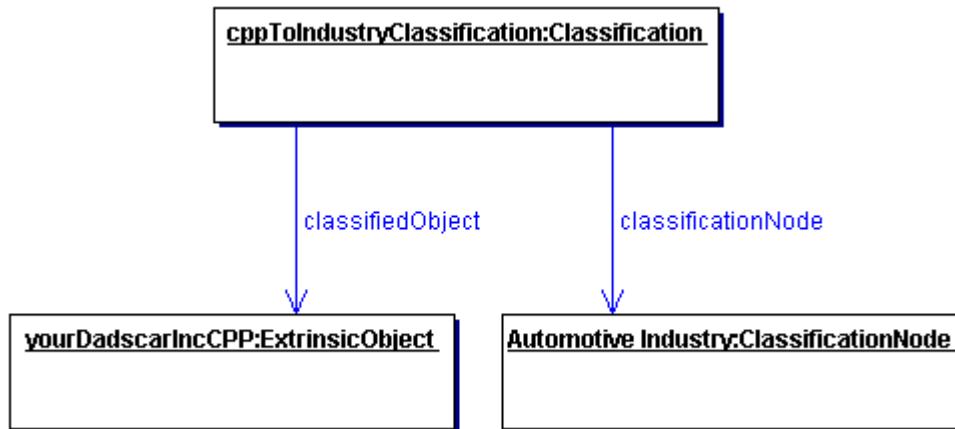 cppToIndustryClassification:Classification
classifiedObject
classificationNode
yourDadscarIncCPP:ExtrinsicObject
Automotive Industry:ClassificationNode